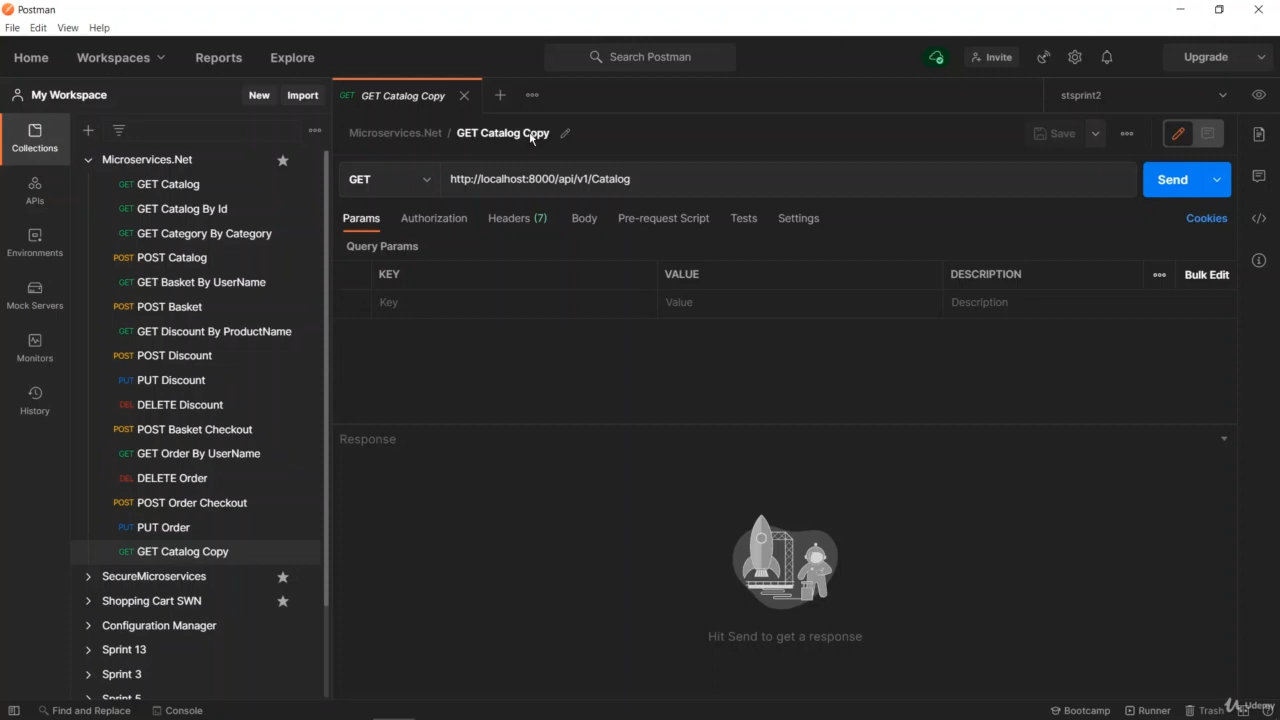 Postman
File Edit View Help
Home Workspaces Reports Explore Search Postman Invite Upgrade
My Workspace New Import GET GET Catalog Copy stsprint2
Microservices.Net / GET Catalog Copy Save
Collections
APIs
Environments
Mock Servers
Monitors
History
Microservices.Net
GET GET Catalog
GET GET Catalog By Id
GET GET Category By Category
POST POST Catalog
GET GET Basket By UserName
POST POST Basket
GET GET Discount By ProductName
POST POST Discount
PUT PUT Discount
DEL DELETE Discount
POST POST Basket Checkout
GET GET Order By UserName
DEL DELETE Order
POST POST Order Checkout
PUT PUT Order
GET GET Catalog Copy
SecureMicroservices
Shopping Cart SWN
Configuration Manager
Sprint 13
Sprint 3
Sprint 5
GET http://localhost:8000/api/v1/Catalog Send
Params Authorization Headers (7) Body Pre-request Script Tests Settings Cookies
Query Params
KEY VALUE DESCRIPTION Bulk Edit
Key Value Description
Response
Hit Send to get a response
Find and Replace Console Bootcamp Runner Trash
Udemy